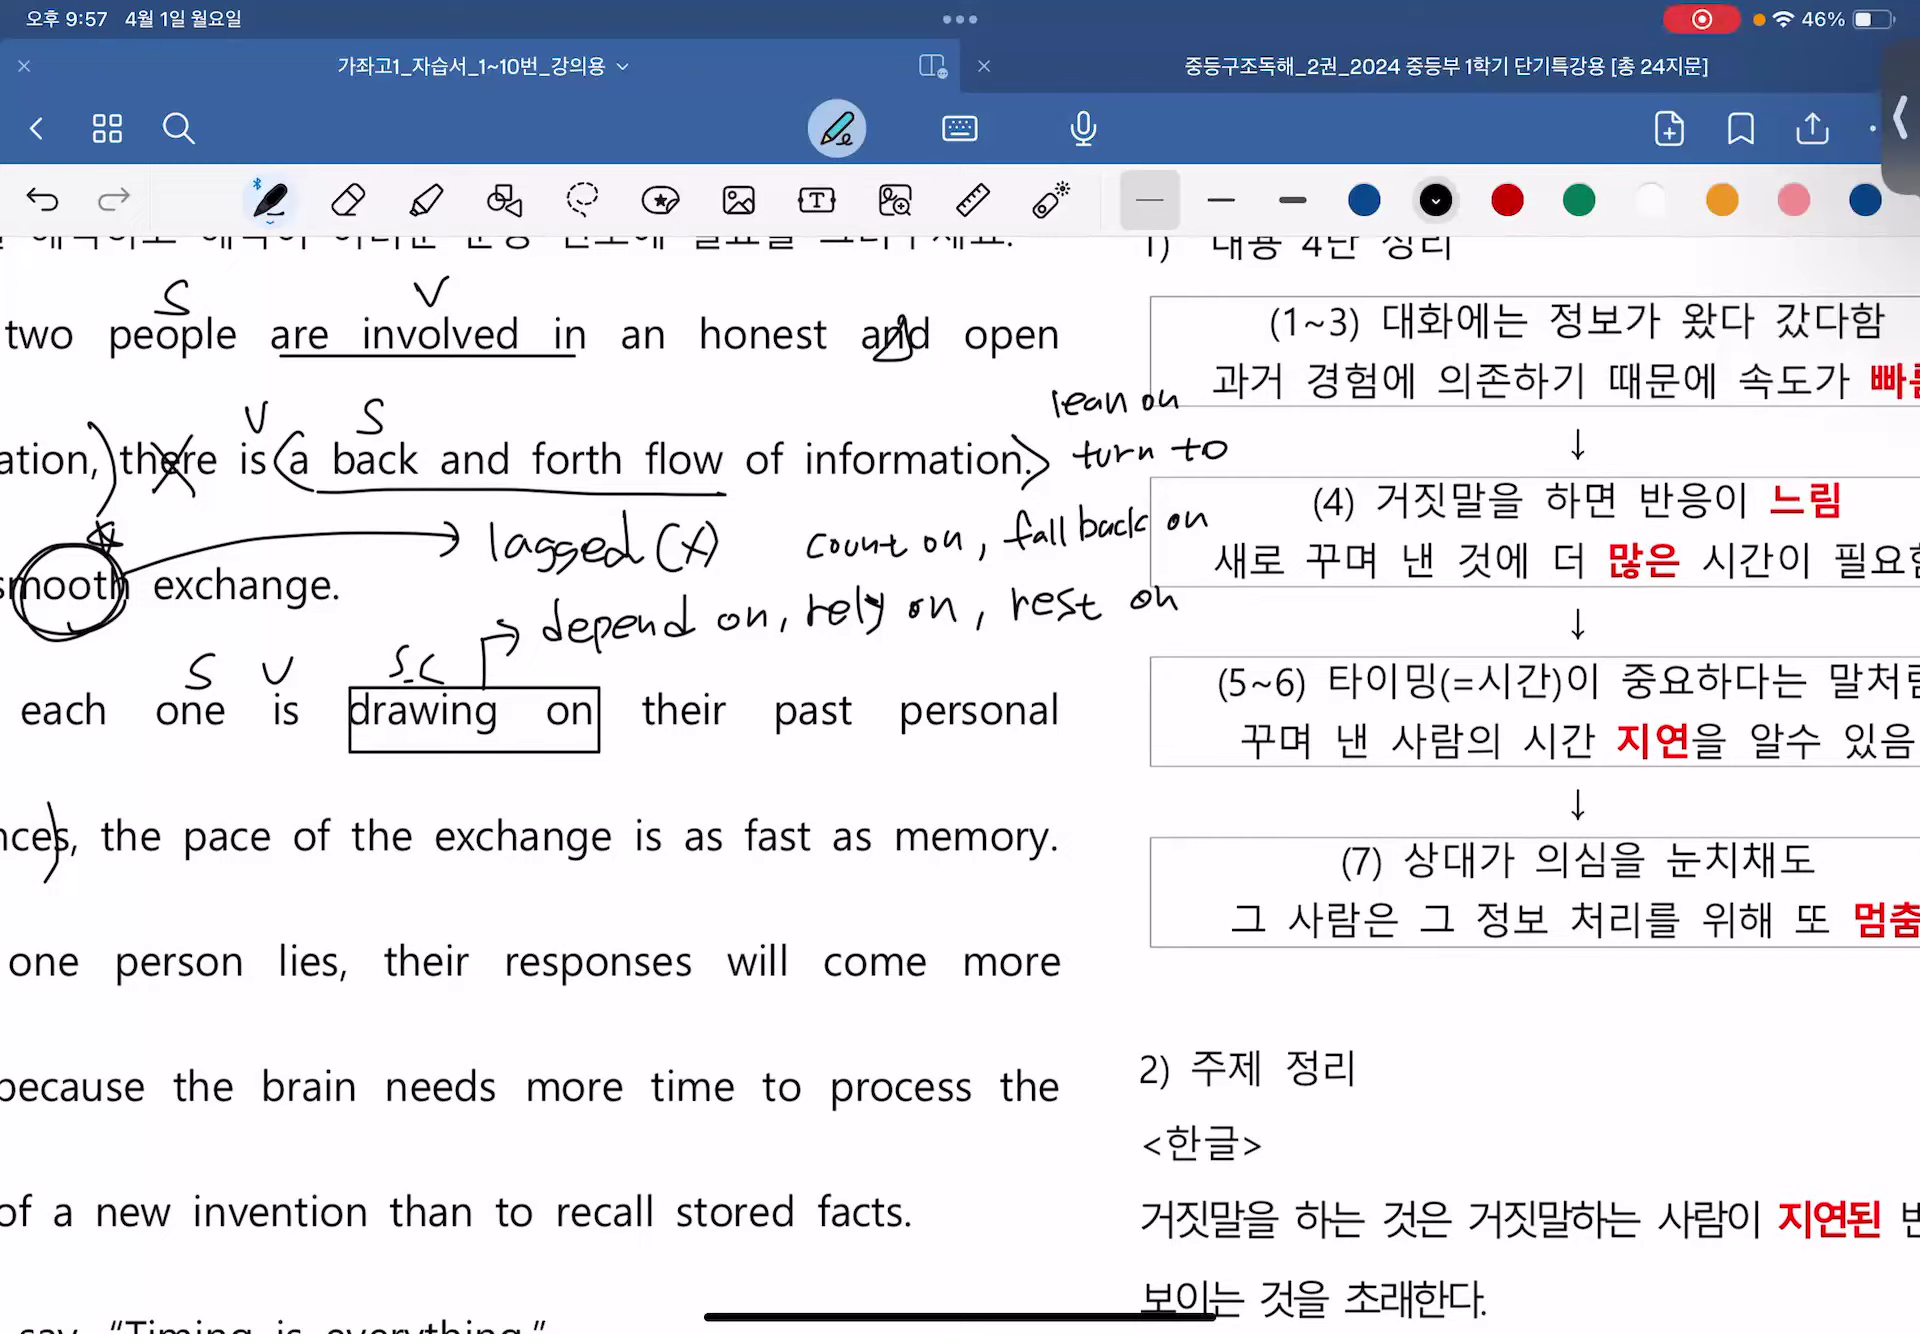 오후 9:57 4월 1일 월요일
46%
가좌고1_자습서_1~10번_강의용
중등구조독해_2권_2024 중등부 1학기 단기특강용 [총 24지문]
1) 내용 4단 정리
S V
two people are involved in an honest and open
(1~3) 대화에는 정보가 왔다 갔다함
과거 경험에 의존하기 때문에 속도가
↓
V S
lean on
ation,) there is (a back and forth flow of information.> turn to
smooth exchange.
lagged (X)
count on, fall back on
depend on, rely on, rest on
(4) 거짓말을 하면 반응이 느림
새로 꾸며 낸 것에 더 많은 시간이
↓
S V S.C
each one is drawing on their past personal
(5~6) 타이밍(=시간)이 중요하다는
꾸며 낸 사람의 시간 지연을 알수 있음
↓
nces), the pace of the exchange is as fast as memory.
(7) 상대가 의심을 눈치채도
그 사람은 그 정보 처리를 위해 또 멈춤
one person lies, their responses will come more
because the brain needs more time to process the
of a new invention than to recall stored facts.
say, “Timing is everything.”
2) 주제 정리
<한글>
거짓말을 하는 것은 거짓말하는 사람이 지연된
보이는 것을 초래한다.